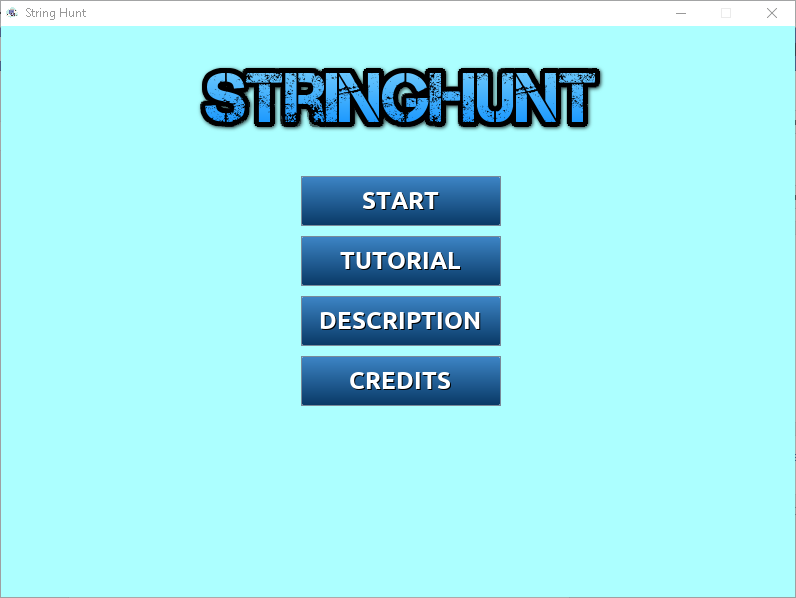 String Hunt
STRINGHUNT
START
TUTORIAL
DESCRIPTION
CREDITS